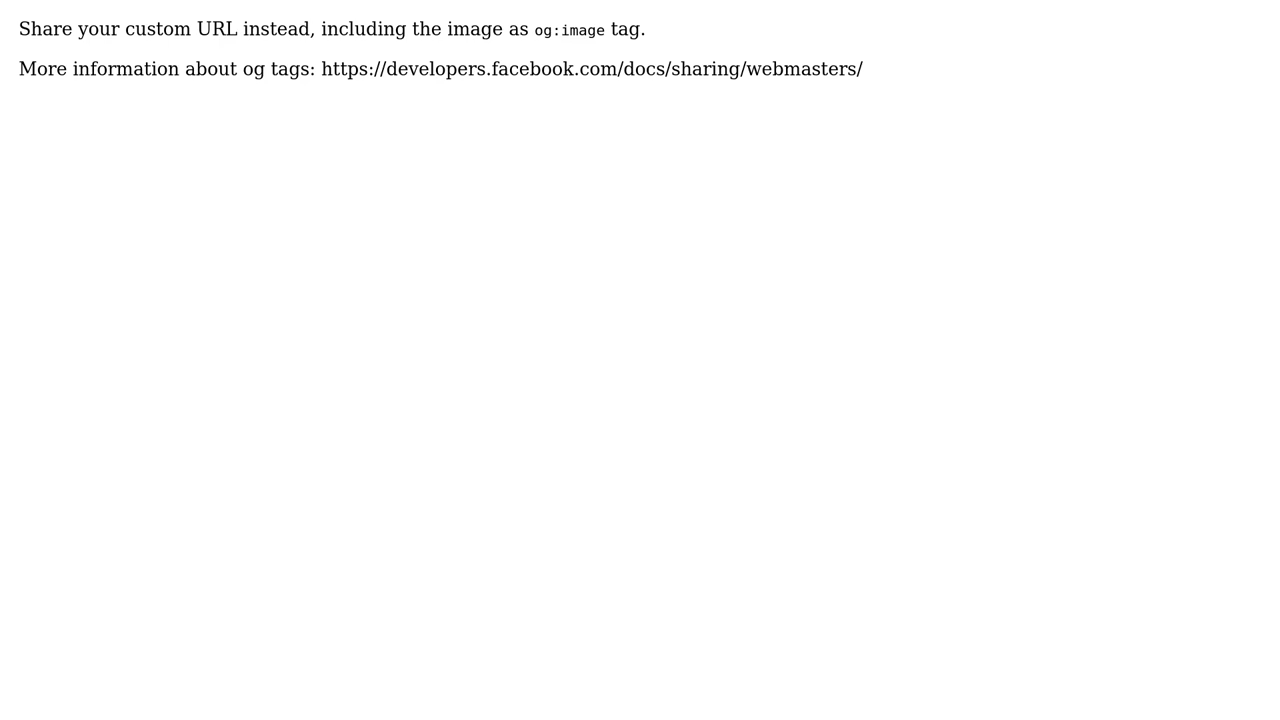 Share your custom URL instead, including the image as og:image tag.
More information about og tags: https://developers.facebook.com/docs/sharing/webmasters/